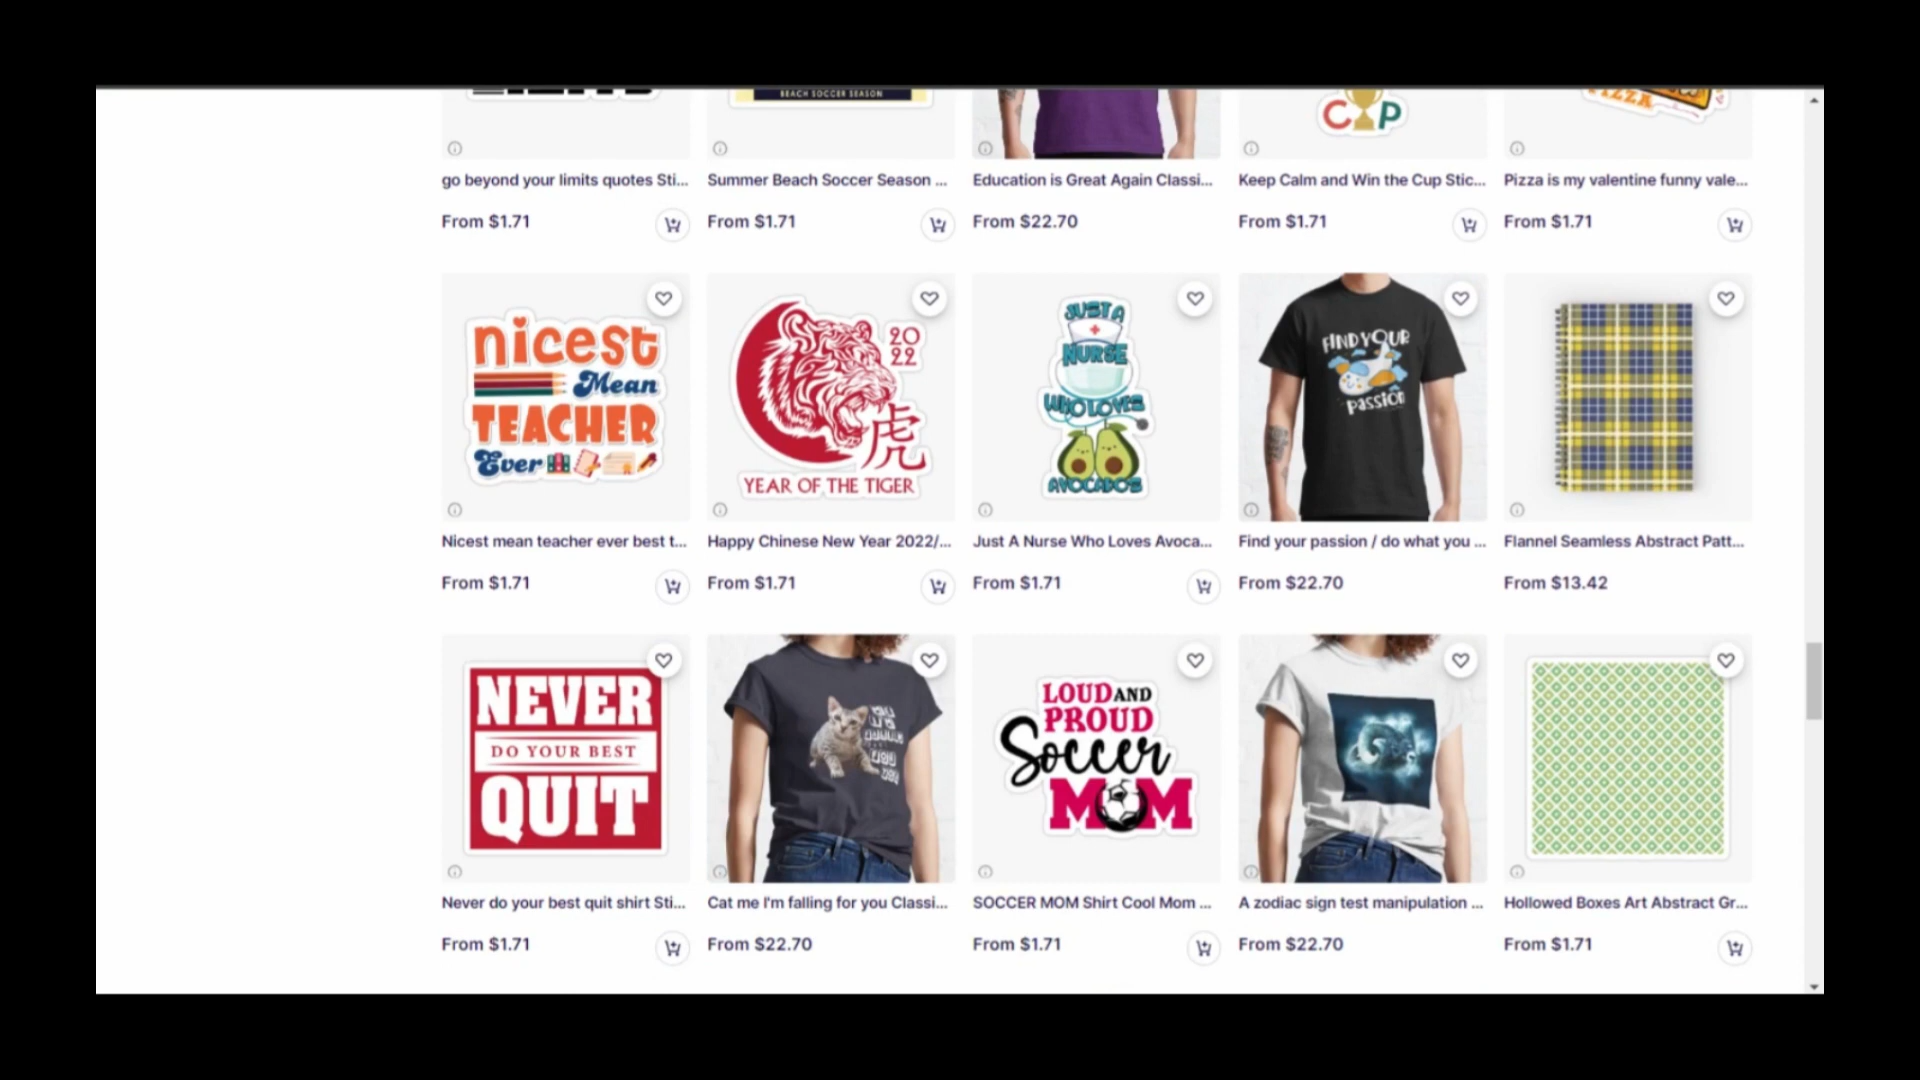 BEACH SOCCER SEASON
C P
PIZZA
go beyond your limits quotes Sti...
Summer Beach Soccer Season ...
Education is Great Again Classi...
Keep Calm and Win the Cup Stic...
Pizza is my valentine funny vale...
From $1.71
From $1.71
From $22.70
From $1.71
From $1.71
nicest
Mean
TEACHER
Ever
20
22
虎
YEAR OF THE TIGER
JUST A
NURSE
WHO LOVES
AVOCADOS
FIND YOUR
Passion
Nicest mean teacher ever best t...
Happy Chinese New Year 2022/...
Just A Nurse Who Loves Avoca...
Find your passion / do what you ...
Flannel Seamless Abstract Patt...
From $1.71
From $1.71
From $1.71
From $22.70
From $13.42
NEVER
DO YOUR BEST
QUIT
LOUD AND
PROUD
Soccer
MOM
Never do your best quit shirt Sti...
Cat me I'm falling for you Classi...
SOCCER MOM Shirt Cool Mom ...
A zodiac sign test manipulation ...
Hollowed Boxes Art Abstract Gr...
From $1.71
From $22.70
From $1.71
From $22.70
From $1.71